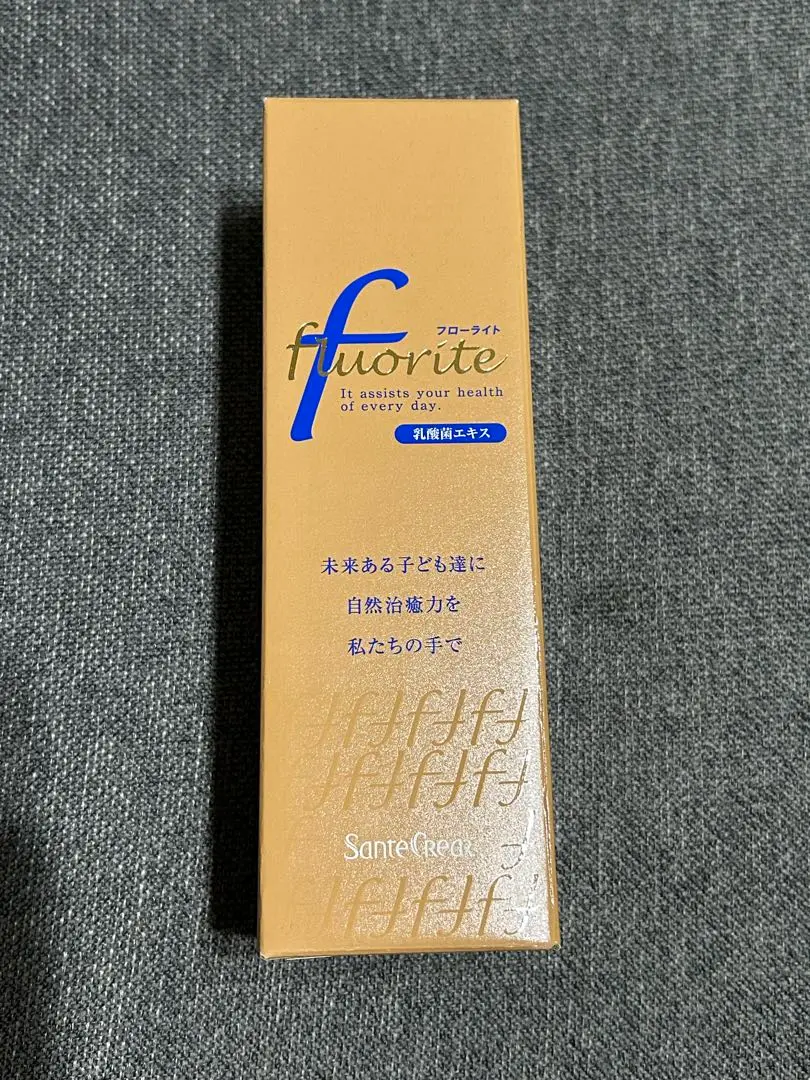 フローライト
fluorite
It assists your health
of every day.
乳酸菌エキス
未来ある子ども達に
自然治癒力を
私たちの手で
SanteCReaR